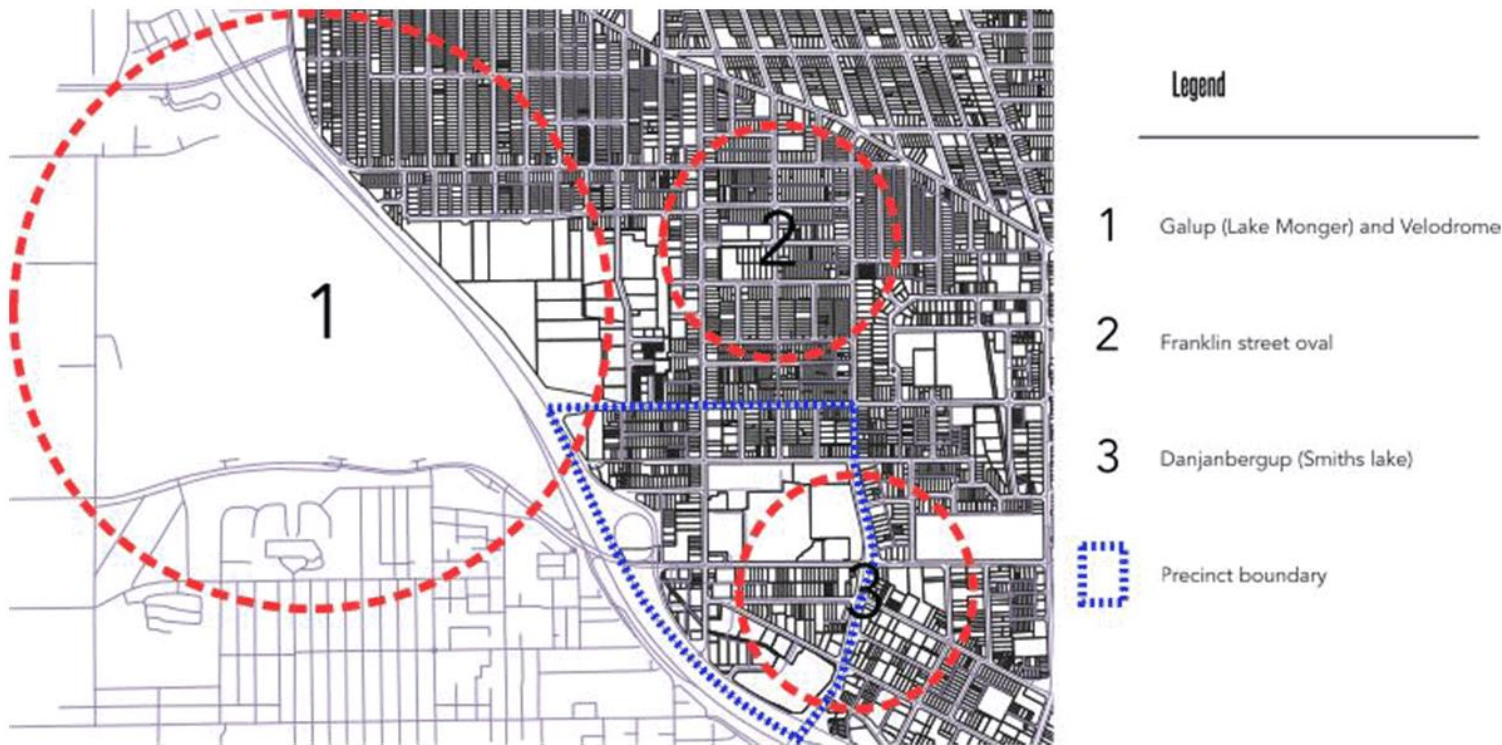 1
2
3
Legend
1 Galup (Lake Monger) and Velodrome
2 Franklin street oval
3 Danjanbergup (Smiths lake)
Precinct boundary